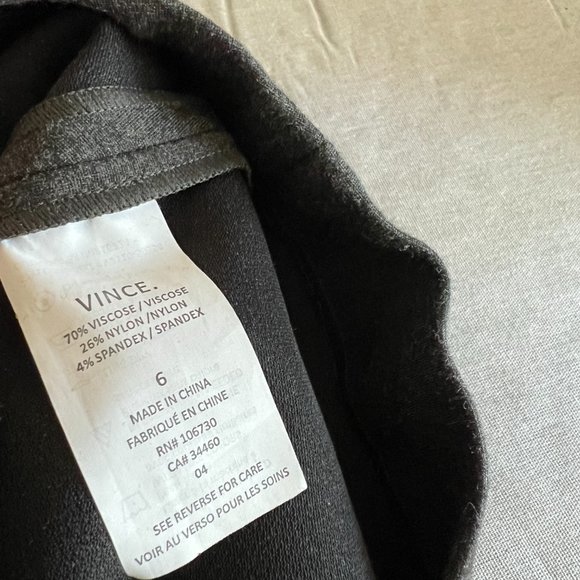 VINCE.
70% VISCOSE / VISCOSE
26% NYLON / NYLON
4% SPANDEX / SPANDEX
6
MADE IN CHINA
FABRIQUÉ EN CHINE
RN# 106730
CA# 34460
04
SEE REVERSE FOR CARE
VOIR AU VERSO POUR LES SOINS